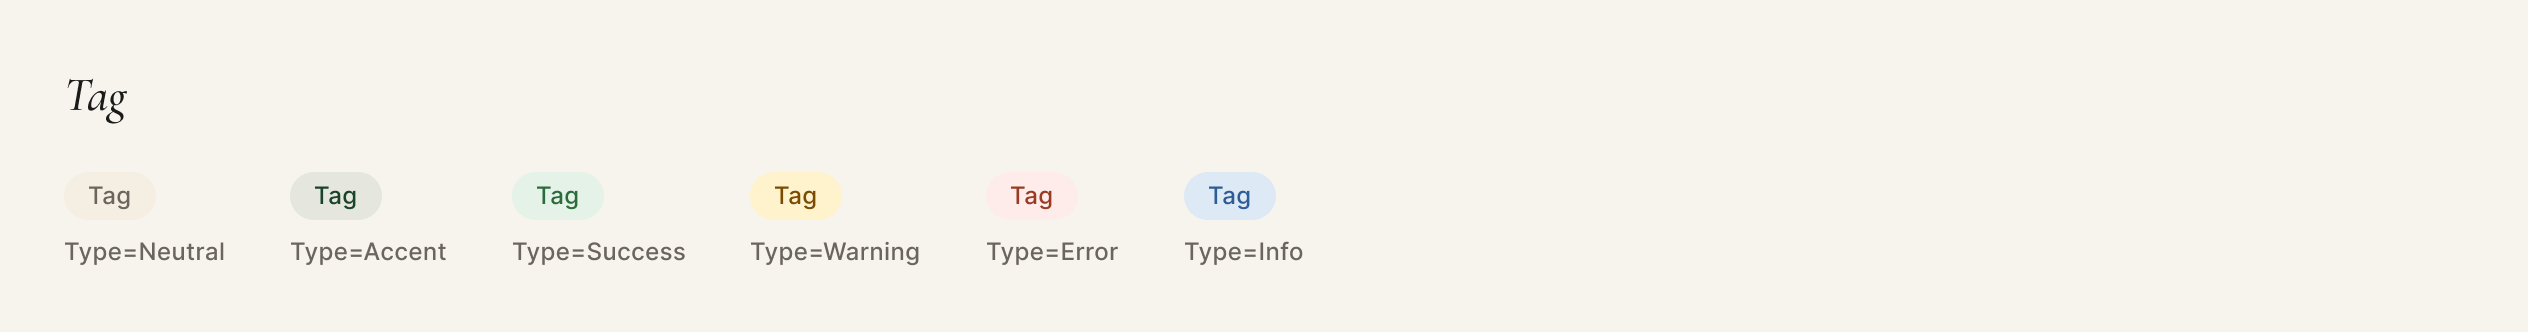 Tag
Tag Tag Tag Tag Tag Tag
Type=Neutral Type=Accent Type=Success Type=Warning Type=Error Type=Info